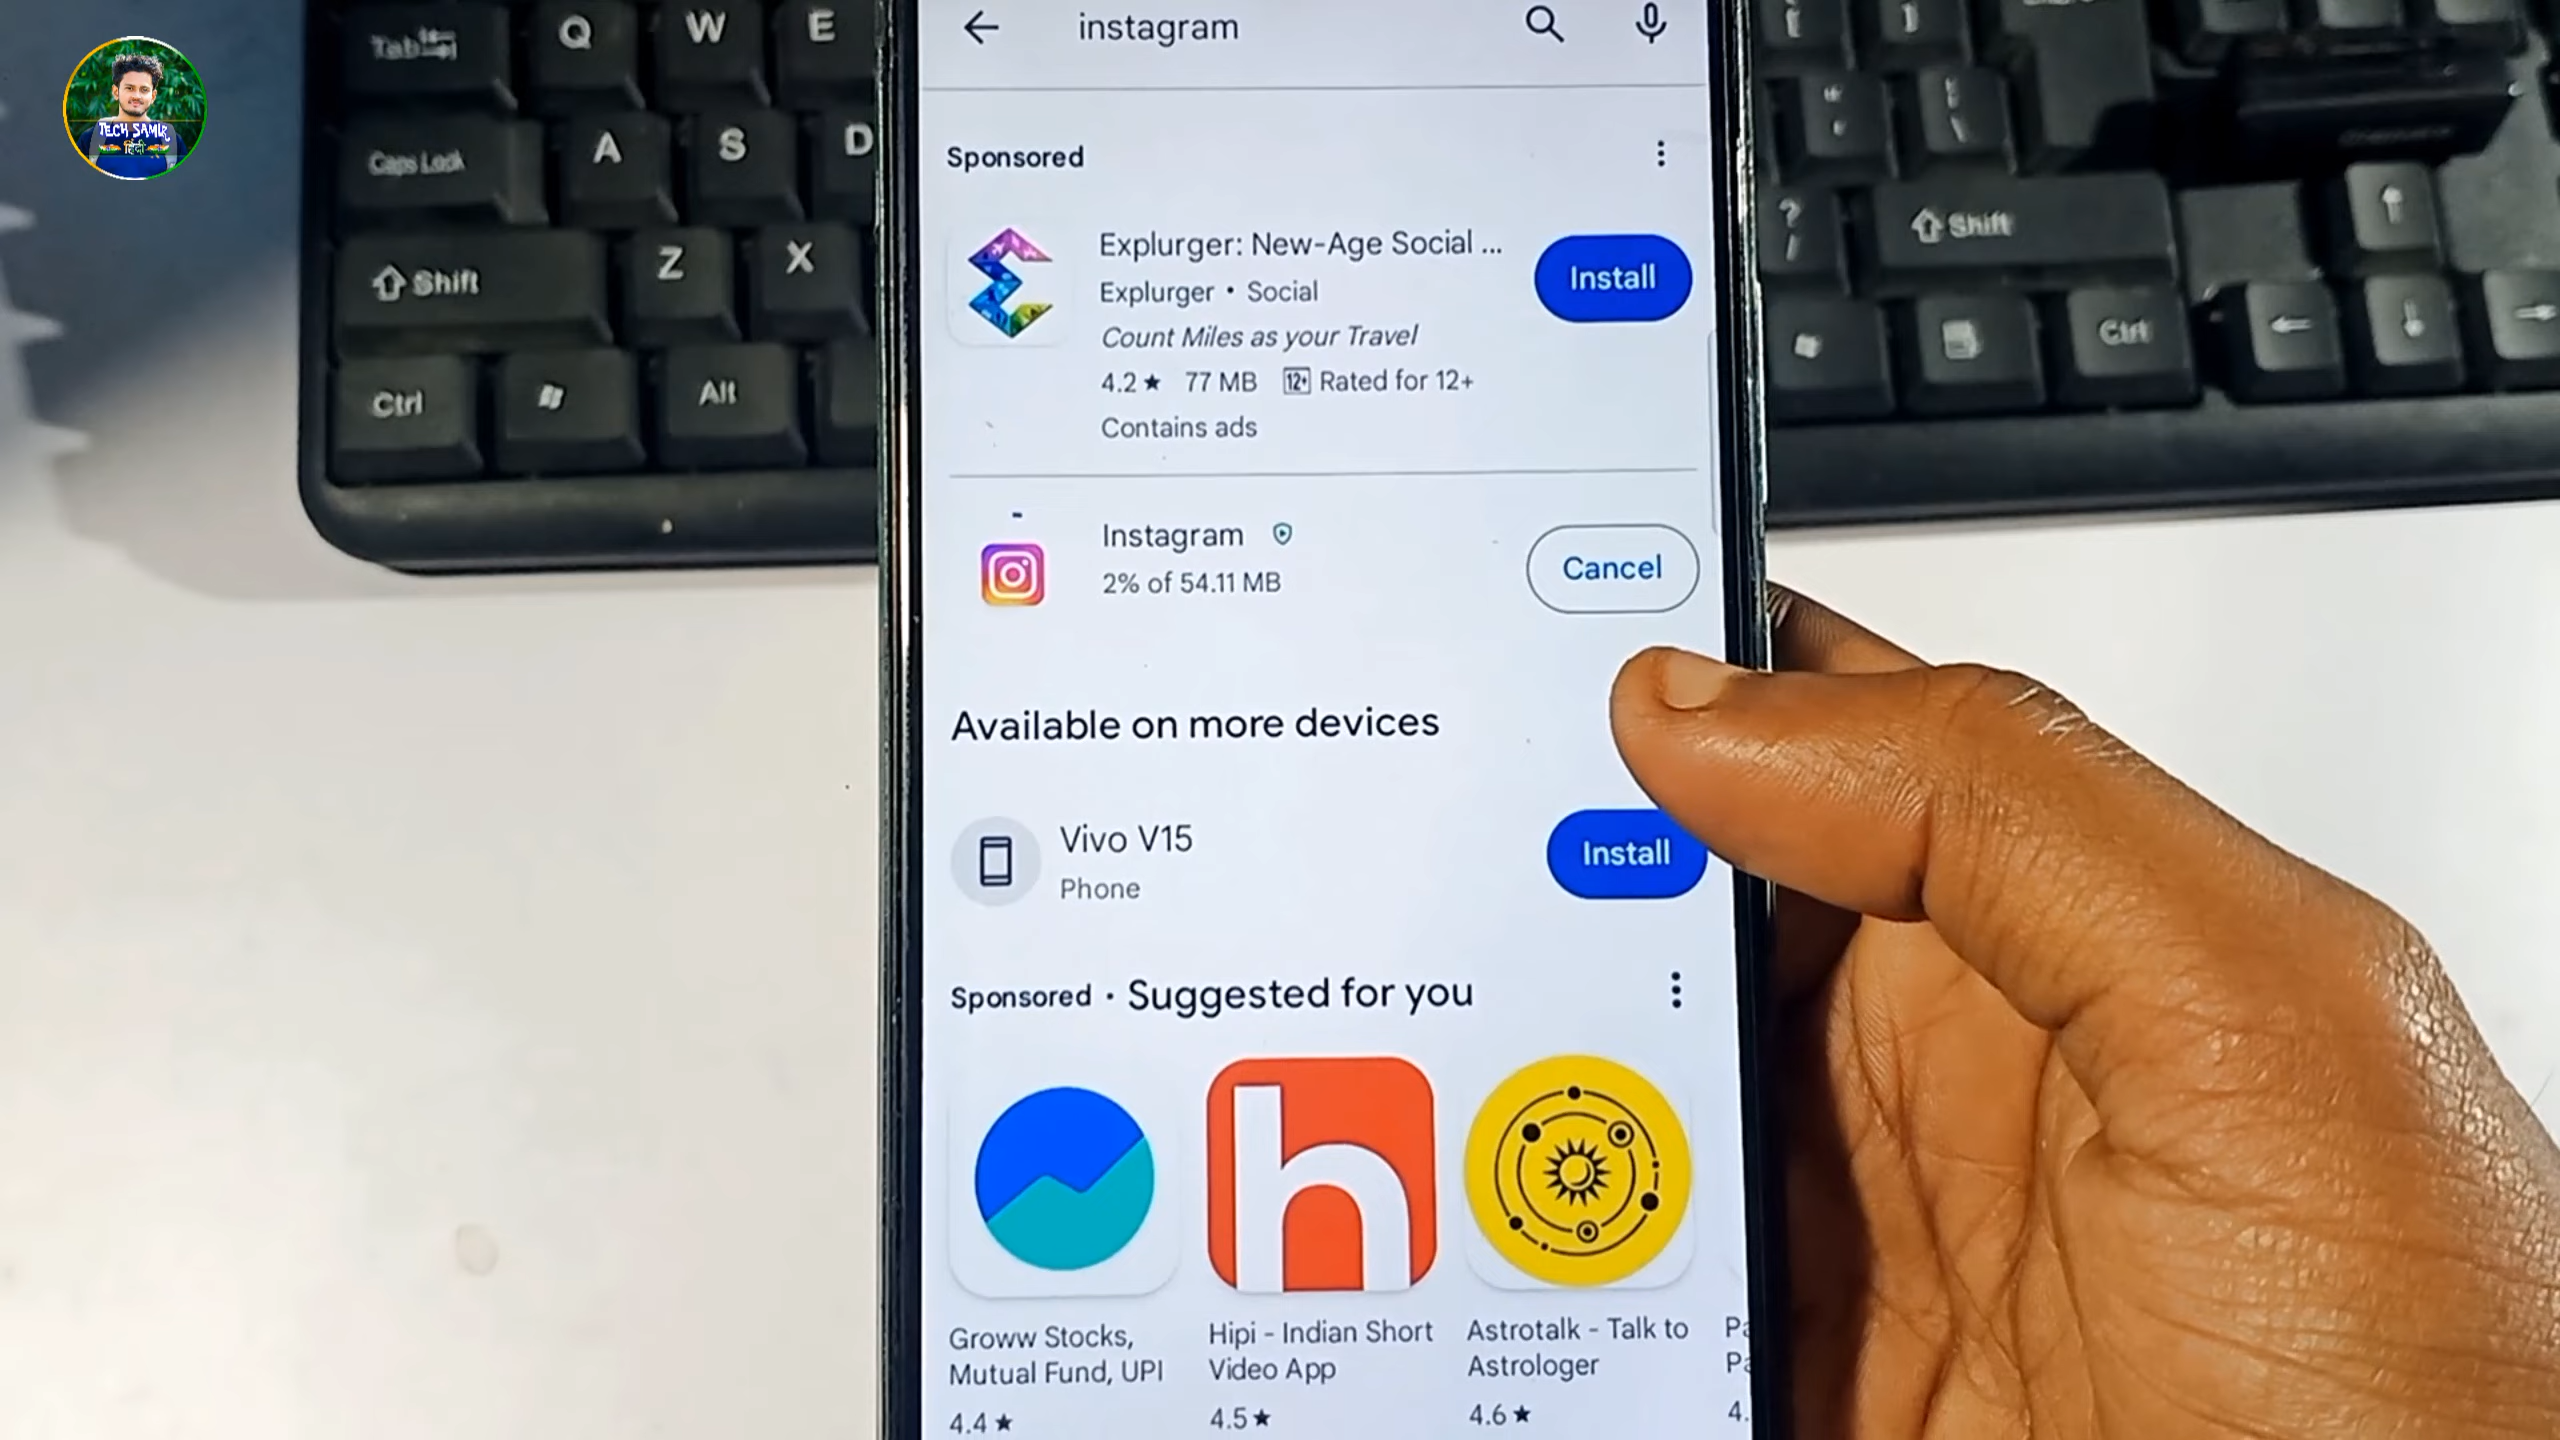 TECH SAMIR
हिन्दी
Tab
Q
W
E
Caps Lock
A
S
D
Shift
Z
X
Ctrl
Alt
instagram
Sponsored
Explurger: New-Age Social ...
Explurger • Social
Install
Count Miles as your Travel
4.2 ★ 77 MB 12+ Rated for 12+
Contains ads
Instagram
2% of 54.11 MB
Cancel
Available on more devices
Vivo V15
Phone
Install
Sponsored • Suggested for you
Groww Stocks,
Mutual Fund, UPI
4.4 ★
Hipi - Indian Short
Video App
4.5 ★
Astrotalk - Talk to
Astrologer
4.6 ★
Pa
Pa
4.
?
/
Shift
Ctrl